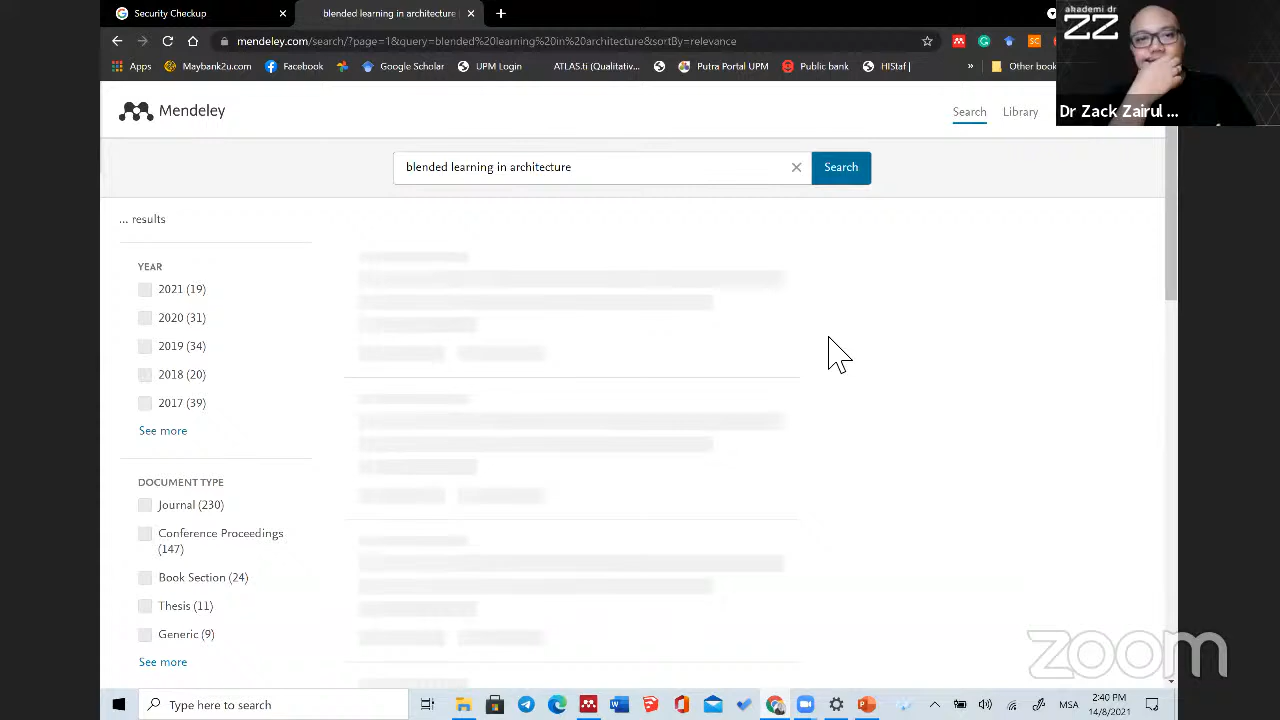 Security Checkup
blended learning in architecture |
mendeley.com/search/?page=1&query=blended%20learning%20in%20architecture&sortBy=relevance
Apps
Maybank2u.com
Facebook
Google Scholar
UPM Login
ATLAS.ti (Qualitativ...
Putra Portal UPM
Public bank
HIStaf |
»
Other book
akademi dr
ZZ
Dr Zack Zairul ...
Mendeley
Search
Library
blended learning in architecture
Search
... results
YEAR
2021 (19)
2020 (31)
2019 (34)
2018 (20)
2017 (39)
See more
DOCUMENT TYPE
Journal (230)
Conference Proceedings
(147)
Book Section (24)
Thesis (11)
Generic (9)
See more
zoom
Type here to search
MSA
2:40 PM
14/8/2021